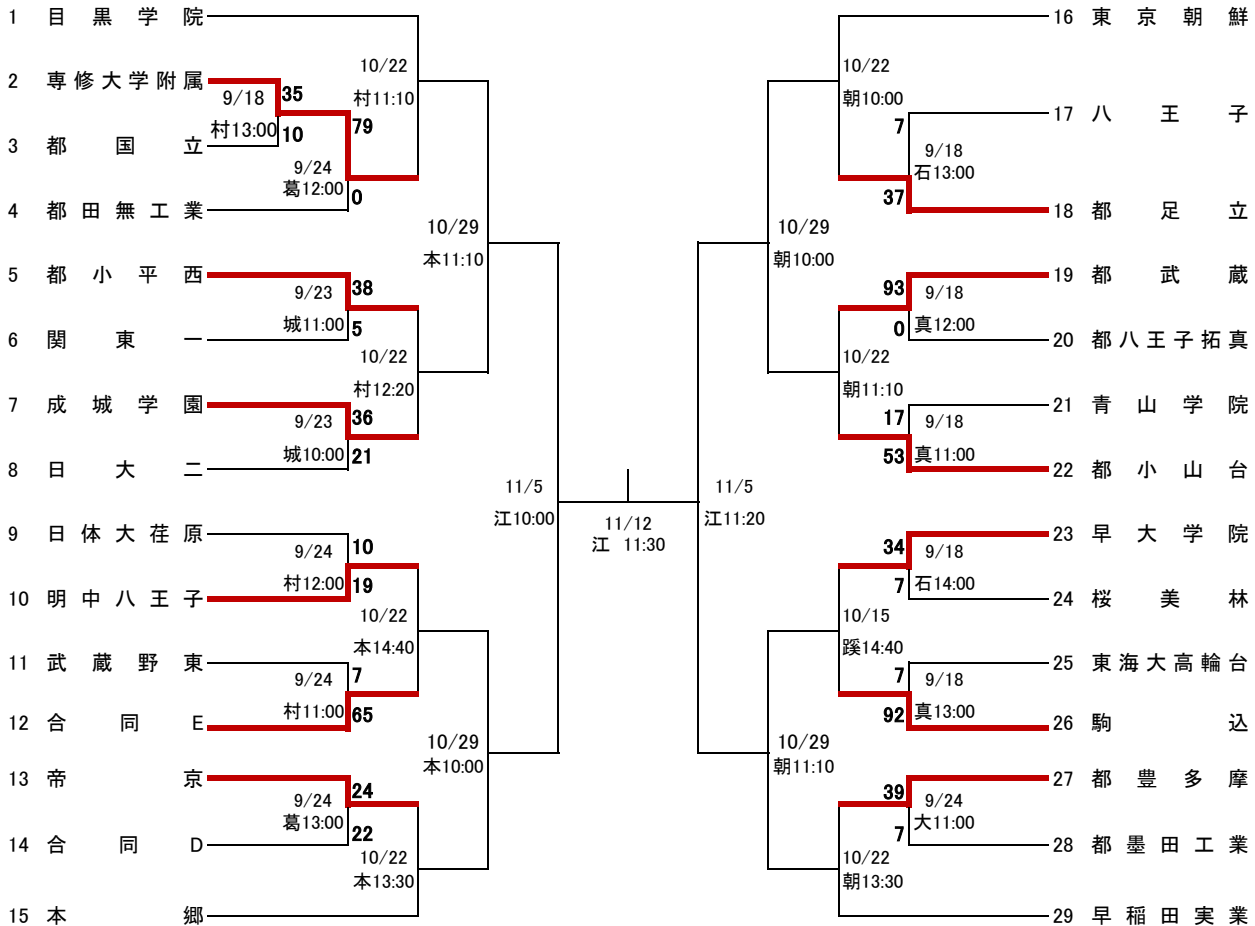 1 目黒学院
10/22
村11:10
2 専修大学附属
35
9/18
村13:00
10
79
3 都国立
9/24
葛12:00
0
4 都田無工業
10/29
本11:10
5 都小平西
38
9/23
城11:00
5
6 関東一
10/22
村12:20
7 成城学園
36
9/23
城10:00
21
8 日大二
11/5
江10:00
9 日体大荏原
10
9/24
村12:00
19
10 明中八王子
10/22
本14:40
11 武蔵野東
7
9/24
村11:00
65
12 合同E
10/29
本10:00
13 帝京
24
9/24
葛13:00
22
14 合同D
10/22
本13:30
15 本郷
11/12
江 11:30
16 東京朝鮮
10/22
朝10:00
7
17 八王子
9/18
石13:00
37
18 都足立
10/29
朝10:00
93
19 都武蔵
9/18
真12:00
0
20 都八王子拓真
10/22
朝11:10
17
21 青山学院
9/18
真11:00
53
22 都小山台
11/5
江11:20
34
23 早大学院
9/18
石14:00
7
24 桜美林
10/15
蹊14:40
7
25 東海大高輪台
9/18
真13:00
92
26 駒込
10/29
朝11:10
39
27 都豊多摩
9/24
大11:00
7
28 都墨田工業
10/22
朝13:30
29 早稲田実業